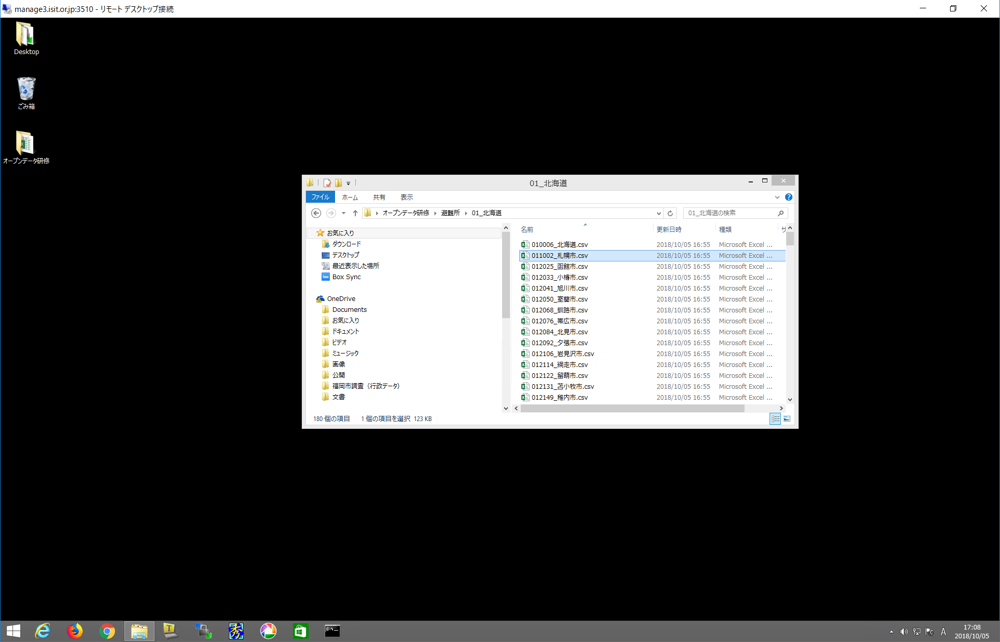 manage3.isit.or.jp:3510 - リモート デスクトップ接続
Desktop
ごみ箱
オープンデータ研修
01_北海道
ファイル ホーム 共有 表示
オープンデータ研修 避難所 01_北海道 01_北海道の検索
お気に入り
ダウンロード
デスクトップ
最近表示した場所
Box Sync
OneDrive
Documents
お気に入り
ドキュメント
ビデオ
ミュージック
画像
公開
福岡市調査（行政データ）
文書
名前 更新日時 種類 サ
010006_北海道.csv 2018/10/05 16:55 Microsoft Excel ...
011002_札幌市.csv 2018/10/05 16:55 Microsoft Excel ...
012025_函館市.csv 2018/10/05 16:55 Microsoft Excel ...
012033_小樽市.csv 2018/10/05 16:55 Microsoft Excel ...
012041_旭川市.csv 2018/10/05 16:55 Microsoft Excel ...
012050_室蘭市.csv 2018/10/05 16:55 Microsoft Excel ...
012068_釧路市.csv 2018/10/05 16:55 Microsoft Excel ...
012076_帯広市.csv 2018/10/05 16:55 Microsoft Excel ...
012084_北見市.csv 2018/10/05 16:55 Microsoft Excel ...
012092_夕張市.csv 2018/10/05 16:55 Microsoft Excel ...
012106_岩見沢市.csv 2018/10/05 16:55 Microsoft Excel ...
012114_網走市.csv 2018/10/05 16:55 Microsoft Excel ...
012122_留萌市.csv 2018/10/05 16:55 Microsoft Excel ...
012131_苫小牧市.csv 2018/10/05 16:55 Microsoft Excel ...
012149_稚内市.csv 2018/10/05 16:55 Microsoft Excel ...
180 個の項目 1 個の項目を選択 123 KB
A 17:08
2018/10/05